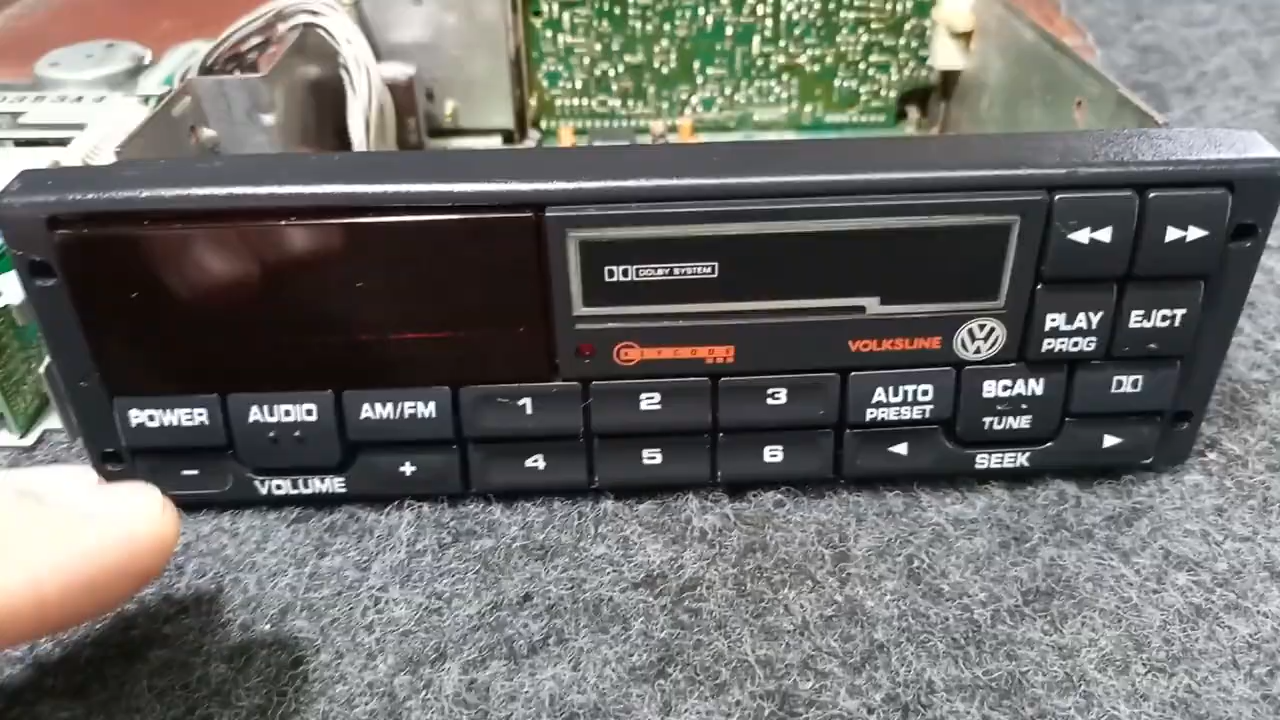 DOLBY SYSTEM
KEYCODE
VOLKSLINE
PLAY
PROG
EJCT
POWER
AUDIO
AM/FM
1
2
3
AUTO
PRESET
SCAN
TUNE
-
VOLUME
+
4
5
6
SEEK